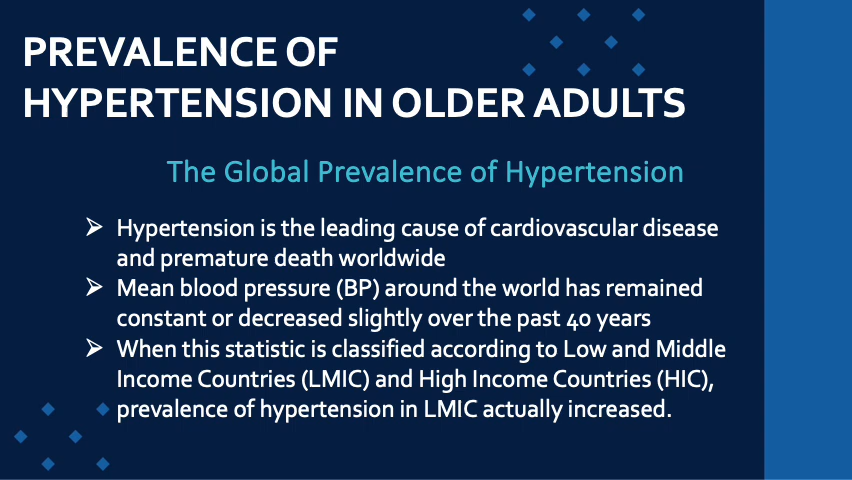 PREVALENCE OF
HYPERTENSION IN OLDER ADULTS
The Global Prevalence of Hypertension
➢ Hypertension is the leading cause of cardiovascular disease
and premature death worldwide
➢ Mean blood pressure (BP) around the world has remained
constant or decreased slightly over the past 40 years
➢ When this statistic is classified according to Low and Middle
Income Countries (LMIC) and High Income Countries (HIC),
prevalence of hypertension in LMIC actually increased.